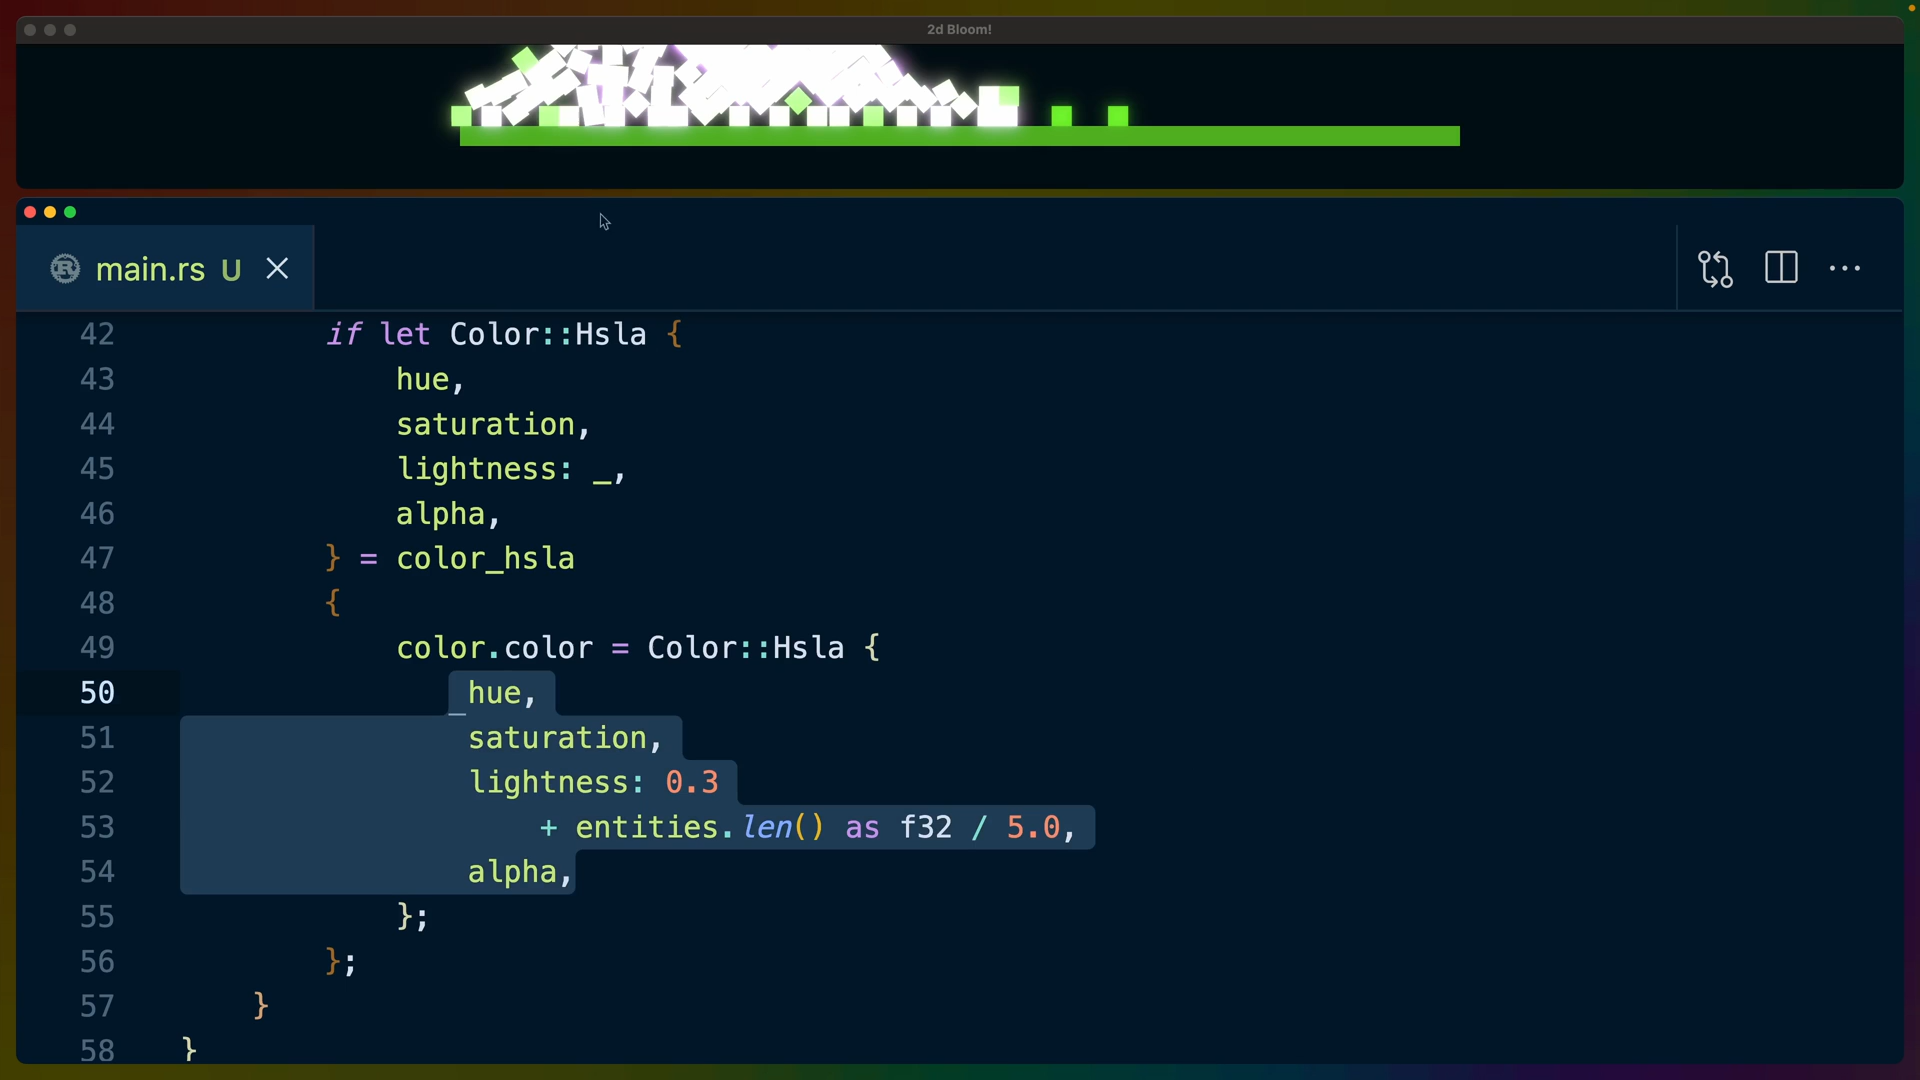 2d Bloom!
main.rs U
42 if let Color::Hsla {
43 hue,
44 saturation,
45 lightness: _,
46 alpha,
47 } = color_hsla
48 {
49 color.color = Color::Hsla {
50 hue,
51 saturation,
52 lightness: 0.3
53 + entities.len() as f32 / 5.0,
54 alpha,
55 };
56 };
57 }
58 }